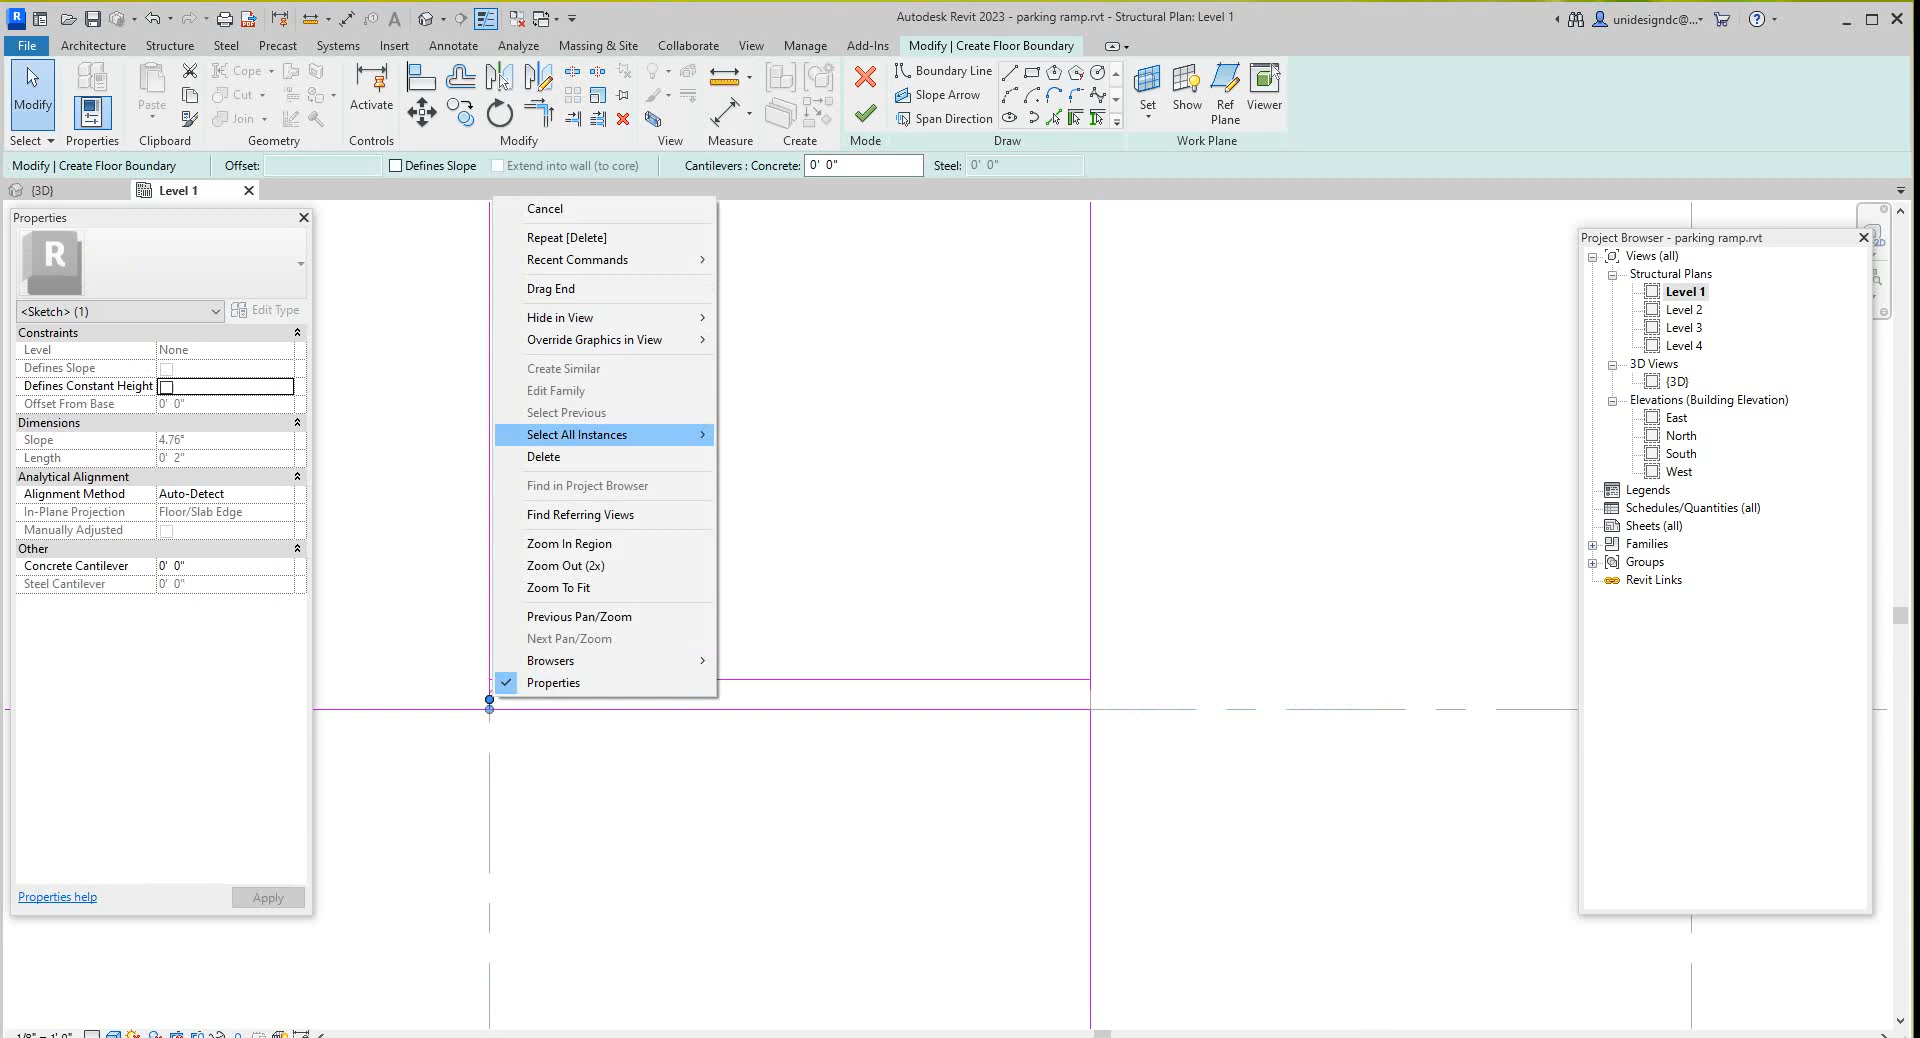 Autodesk Revit 2023 - parking ramp.rvt - Structural Plan: Level 1
unidesigndc@...
File Architecture Structure Steel Precast Systems Insert Annotate Analyze Massing & Site Collaborate View Manage Add-Ins Modify | Create Floor Boundary
Modify
Paste
Cope
Cut
Join
Activate
Boundary Line
Slope Arrow
Span Direction
Set
Show
Ref
Plane
Viewer
Select Properties Clipboard Geometry Controls Modify View Measure Create Mode Draw Work Plane
Modify | Create Floor Boundary Offset: Defines Slope Extend into wall (to core) Cantilevers : Concrete: 0' 0" Steel: 0' 0"
{3D} Level 1
Properties
R
<Sketch> (1) Edit Type
Constraints
Level None
Defines Slope
Defines Constant Height
Offset From Base 0' 0"
Dimensions
Slope 4.76°
Length 0' 2"
Analytical Alignment
Alignment Method Auto-Detect
In-Plane Projection Floor/Slab Edge
Manually Adjusted
Other
Concrete Cantilever 0' 0"
Steel Cantilever 0' 0"
Properties help Apply
Cancel
Repeat [Delete]
Recent Commands
Drag End
Hide in View
Override Graphics in View
Create Similar
Edit Family
Select Previous
Select All Instances
Delete
Find in Project Browser
Find Referring Views
Zoom In Region
Zoom Out (2x)
Zoom To Fit
Previous Pan/Zoom
Next Pan/Zoom
Browsers
Properties
Project Browser - parking ramp.rvt
Views (all)
Structural Plans
Level 1
Level 2
Level 3
Level 4
3D Views
{3D}
Elevations (Building Elevation)
East
North
South
West
Legends
Schedules/Quantities (all)
Sheets (all)
Families
Groups
Revit Links
1/8" = 1'-0"